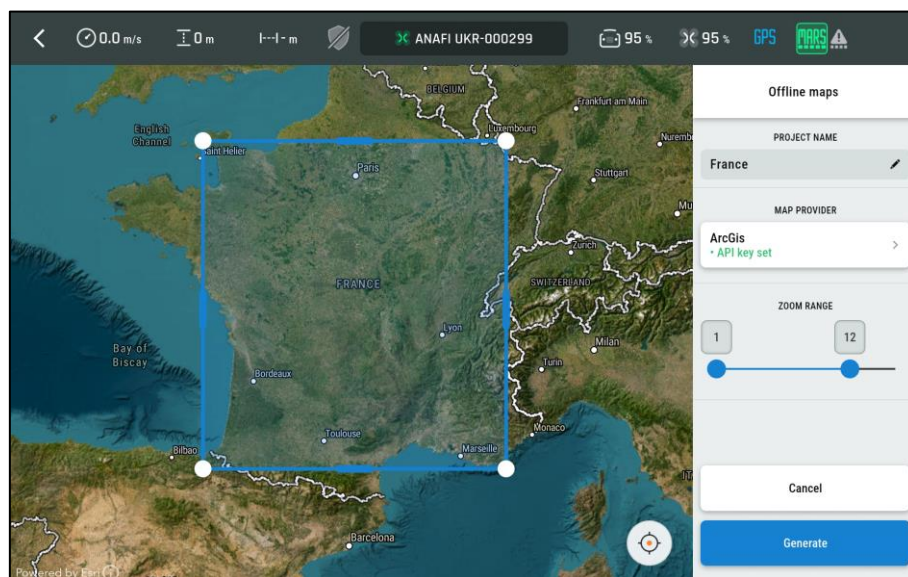 0.0 m/s
0 m
- m
ANAFI UKR-000299
95 %
95 %
GPS
MARS
Offline maps
PROJECT NAME
France
MAP PROVIDER
ArcGis
• API key set
ZOOM RANGE
1
12
Cancel
Generate
BELGIUM
Frankfurt am Main
English
Channel
Luxembourg
Nuremb
Saint Helier
Paris
Stuttgart
Mu
Zurich
FRANCE
SWITZERLAND
Lyon
Bay of
Biscay
Milan
Turin
Bordeaux
Toulouse
Monaco
Bilbao
Marseille
ITA
Barcelona
Powered by Esri